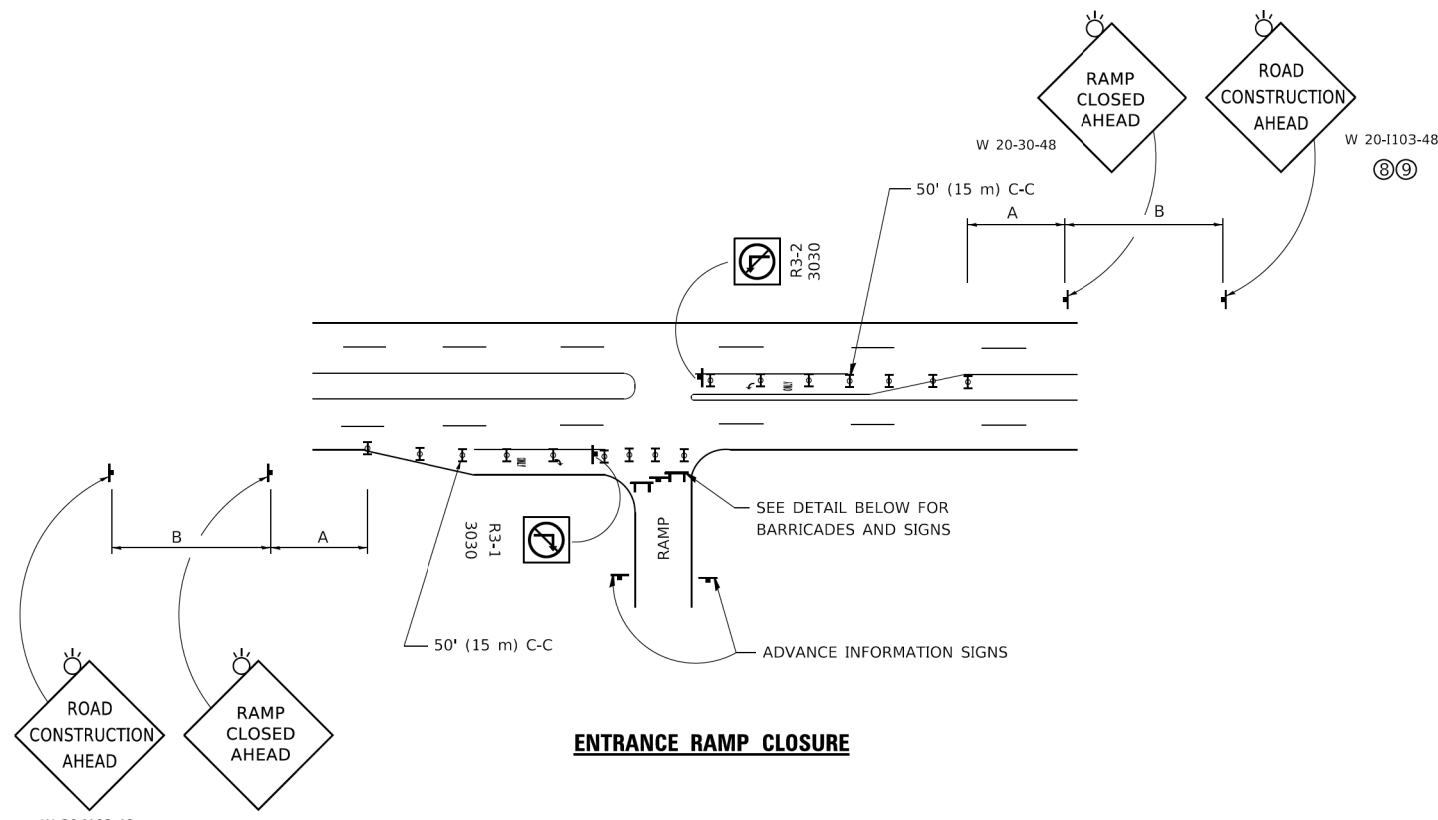 RAMP
CLOSED
AHEAD
ROAD
CONSTRUCTION
AHEAD
W 20-30-48
W 20-I103-48
⑧⑨
50' (15 m) C-C
A
B
R3-2
3030
ONLY
ONLY
B
A
R3-1
3030
RAMP
SEE DETAIL BELOW FOR
BARRICADES AND SIGNS
50' (15 m) C-C
ADVANCE INFORMATION SIGNS
ROAD
CONSTRUCTION
AHEAD
RAMP
CLOSED
AHEAD
ENTRANCE RAMP CLOSURE